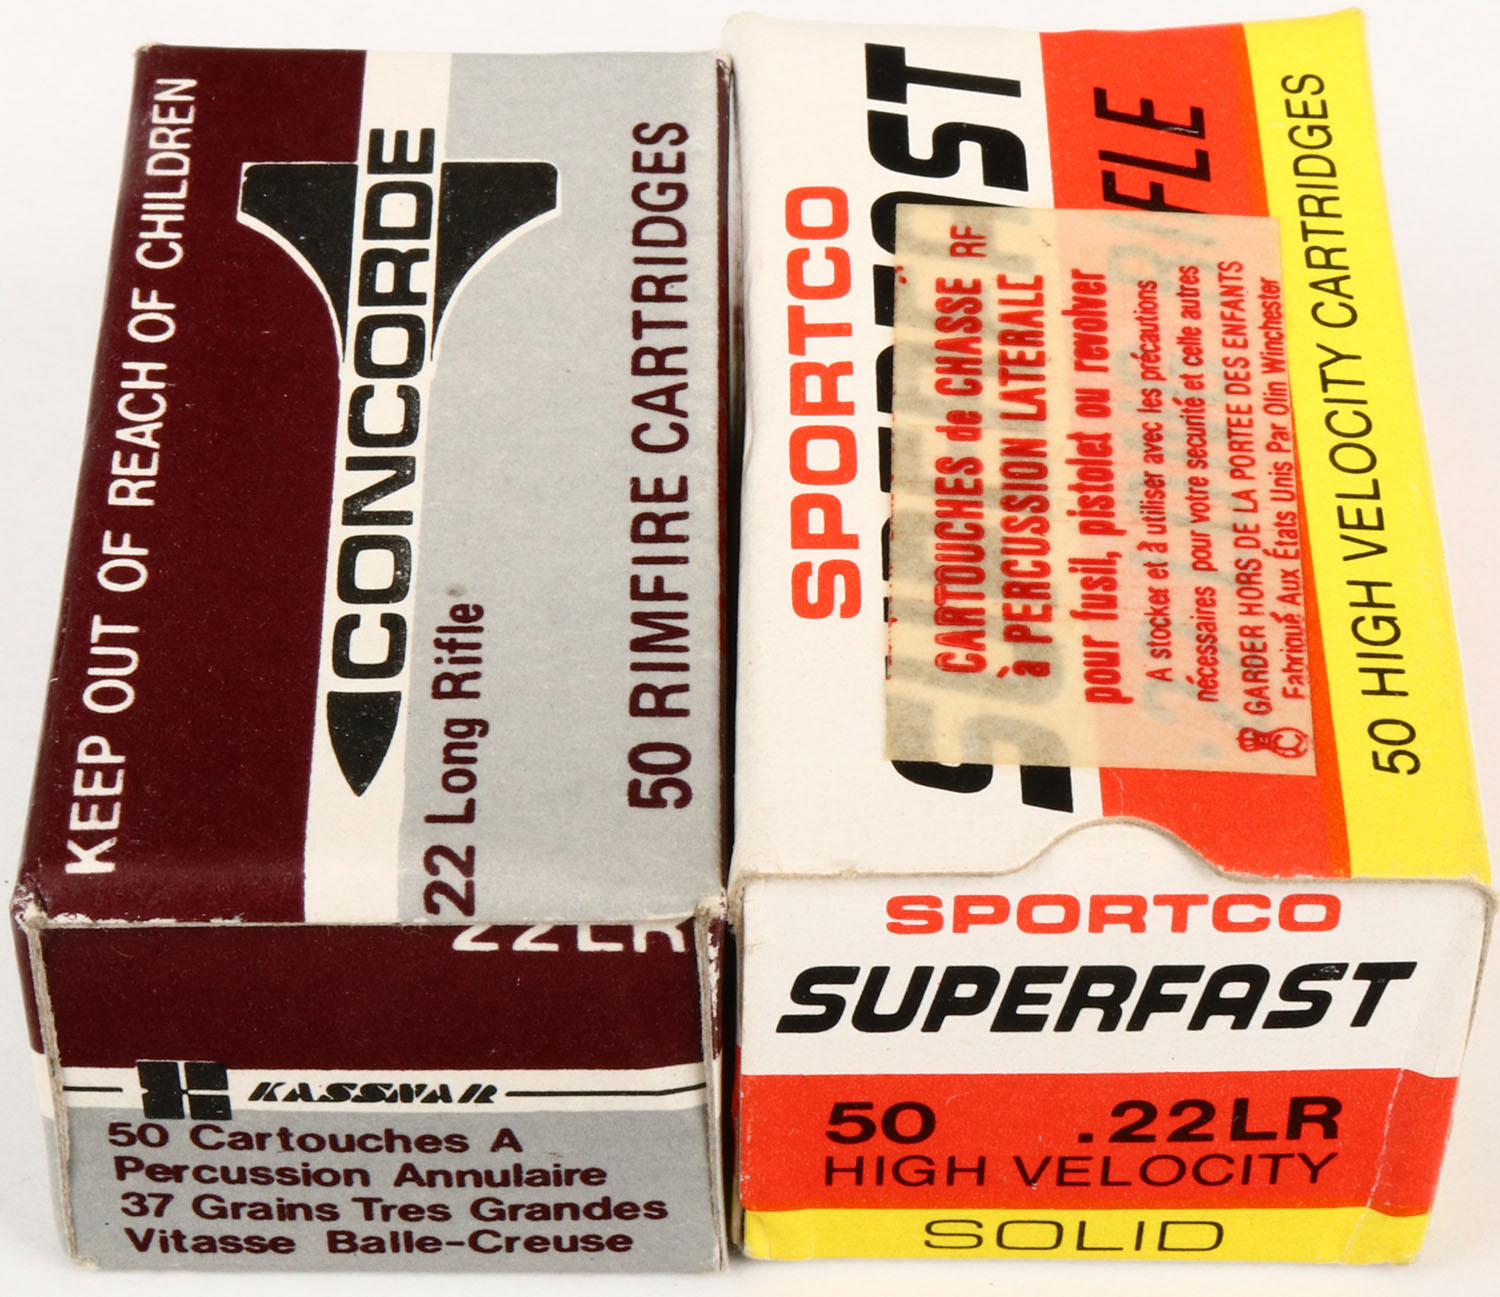 KEEP OUT OF REACH OF CHILDREN
CONCORDE
22 Long Rifle
50 RIMFIRE CARTRIDGES
22LR
KASSNAR
50 Cartouches A
Percussion Annulaire
37 Grains Tres Grandes
Vitasse Balle-Creuse
SPORTCO
SUPERFAST
.22 LONG RIFLE
50 HIGH VELOCITY CARTRIDGES
CARTOUCHES de CHASSE RF
à PERCUSSION LATERALE
pour fusil, pistolet ou revolver
A stocker et à utiliser avec les précautions
nécessaires pour votre securité et celle autres
GARDER HORS DE LA PORTEE DES ENFANTS
Fabriqué Aux États Unis Par Olin Winchester
SPORTCO
SUPERFAST
50 .22LR
HIGH VELOCITY
SOLID